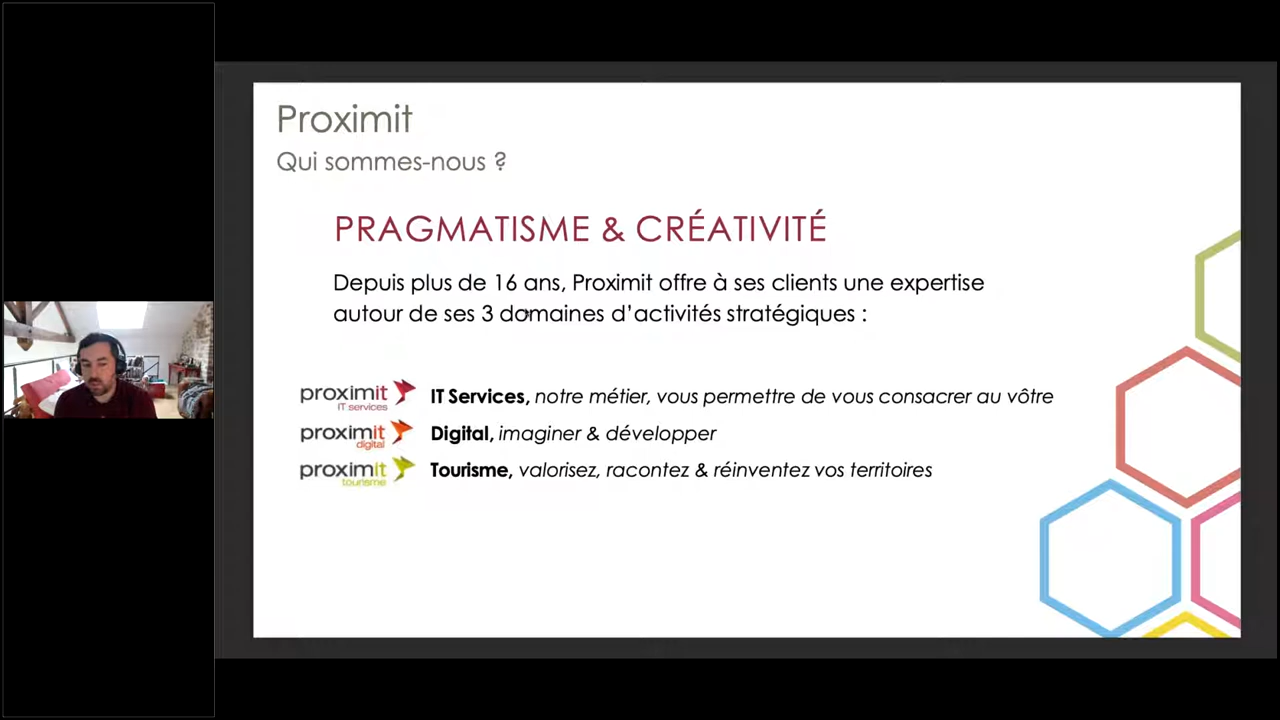 Proximit
Qui sommes-nous ?
PRAGMATISME & CRÉATIVITÉ
Depuis plus de 16 ans, Proximit offre à ses clients une expertise
autour de ses 3 domaines d’activités stratégiques :
proximit
IT services
IT Services, notre métier, vous permettre de vous consacrer au vôtre
proximit
digital
Digital, imaginer & développer
proximit
tourisme
Tourisme, valorisez, racontez & réinventez vos territoires